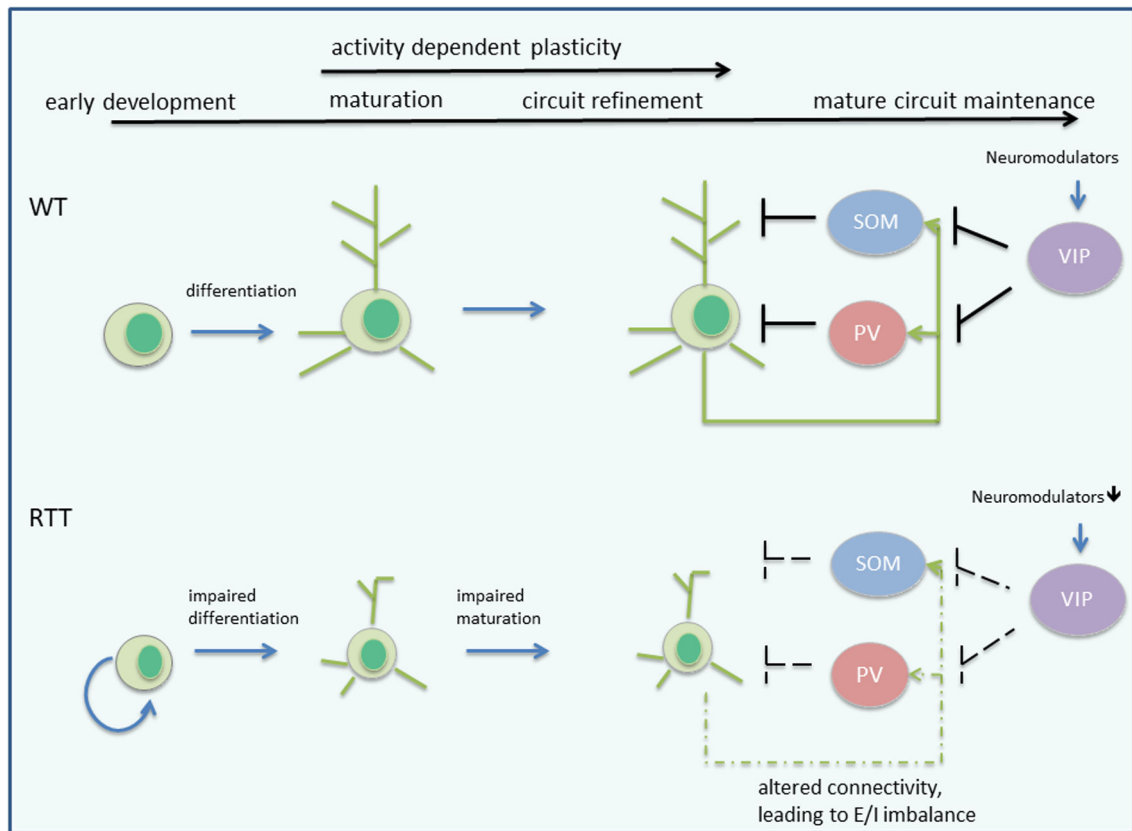 activity dependent plasticity
early development
maturation
circuit refinement
mature circuit maintenance
Neuromodulators
WT
SOM
VIP
differentiation
PV
Neuromodulators
RTT
SOM
impaired
differentiation
impaired
maturation
VIP
PV
altered connectivity,
leading to E/I imbalance